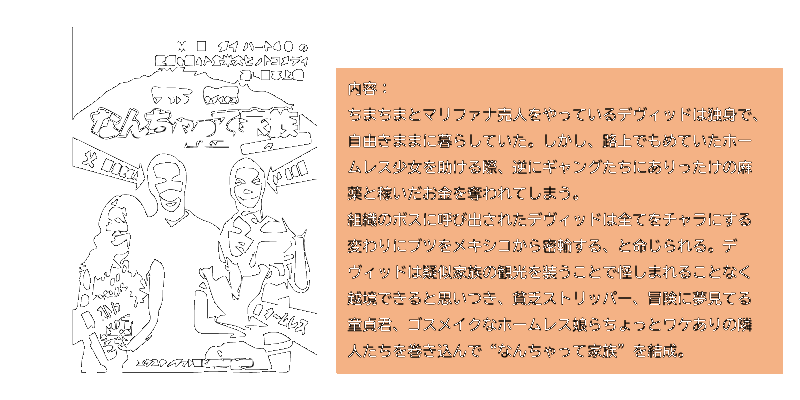 なんちゃって家族
ホームレス
内容：
ちまちまとマリファナ売人をやっているデヴィッドは独身で、
自由きままに暮らしていた。しかし、路上でもめていたホー
ムレス少女を助ける際、逆にギャングたちにありったけの麻
薬と稼いだお金を奪われてしまう。
組織のボスに呼び出されたデヴィッドは全てをチャラにする
変わりにブツをメキシコから密輸する、と命じられる。デ
ヴィッドは疑似家族の観光を装うことで怪しまれることなく
越境できると思いつき、貧乏ストリッパー、冒険に夢見てる
童貞君、ゴスメイクなホームレス娘らちょっとワケありの隣
人たちを巻き込んで“なんちゃって家族”を結成。